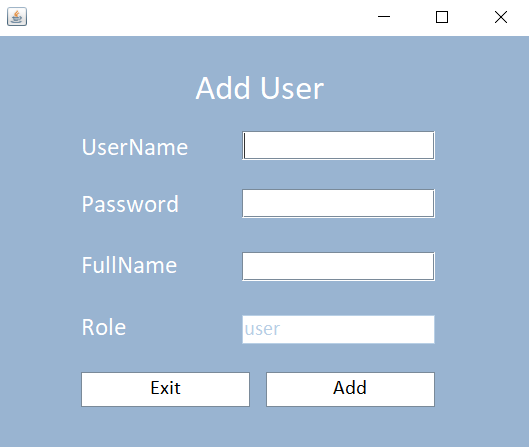 Add User
UserName
Password
FullName
Role user
Exit Add